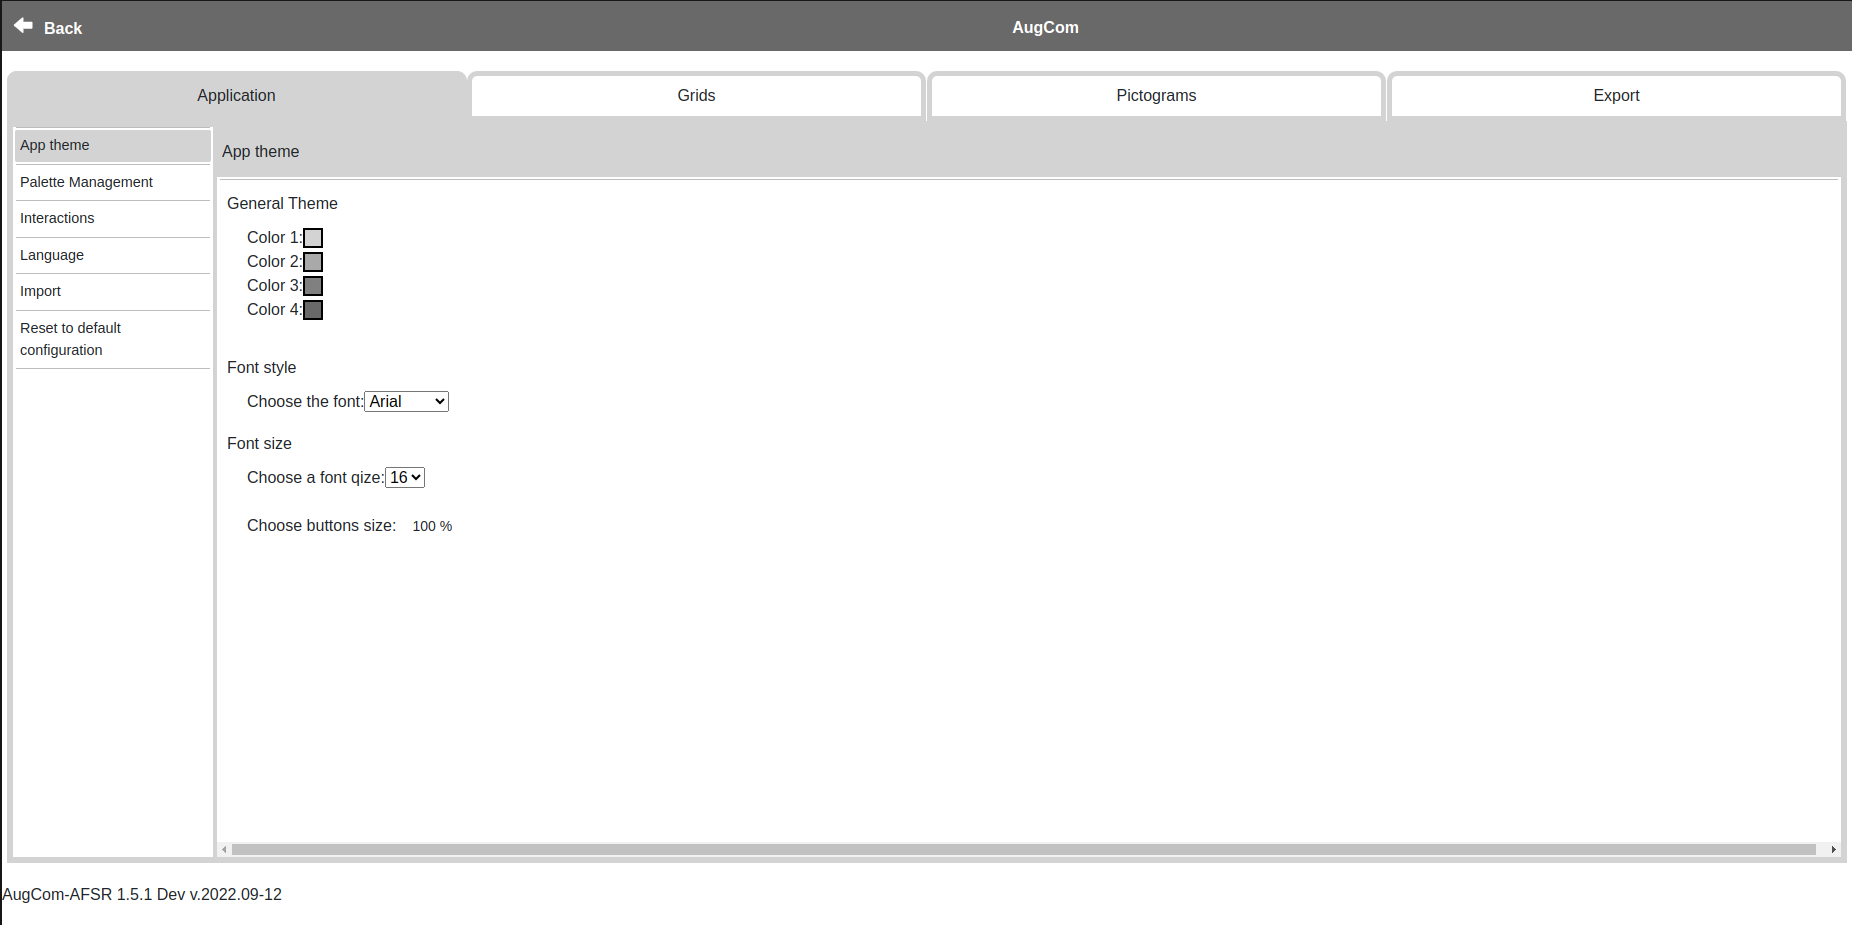 Back
AugCom
Application
Grids
Pictograms
Export
App theme
Palette Management
Interactions
Language
Import
Reset to default
configuration
App theme
General Theme
Color 1:
Color 2:
Color 3:
Color 4:
Font style
Choose the font: Arial
Font size
Choose a font qize: 16
Choose buttons size: 100 %
AugCom-AFSR 1.5.1 Dev v.2022.09-12